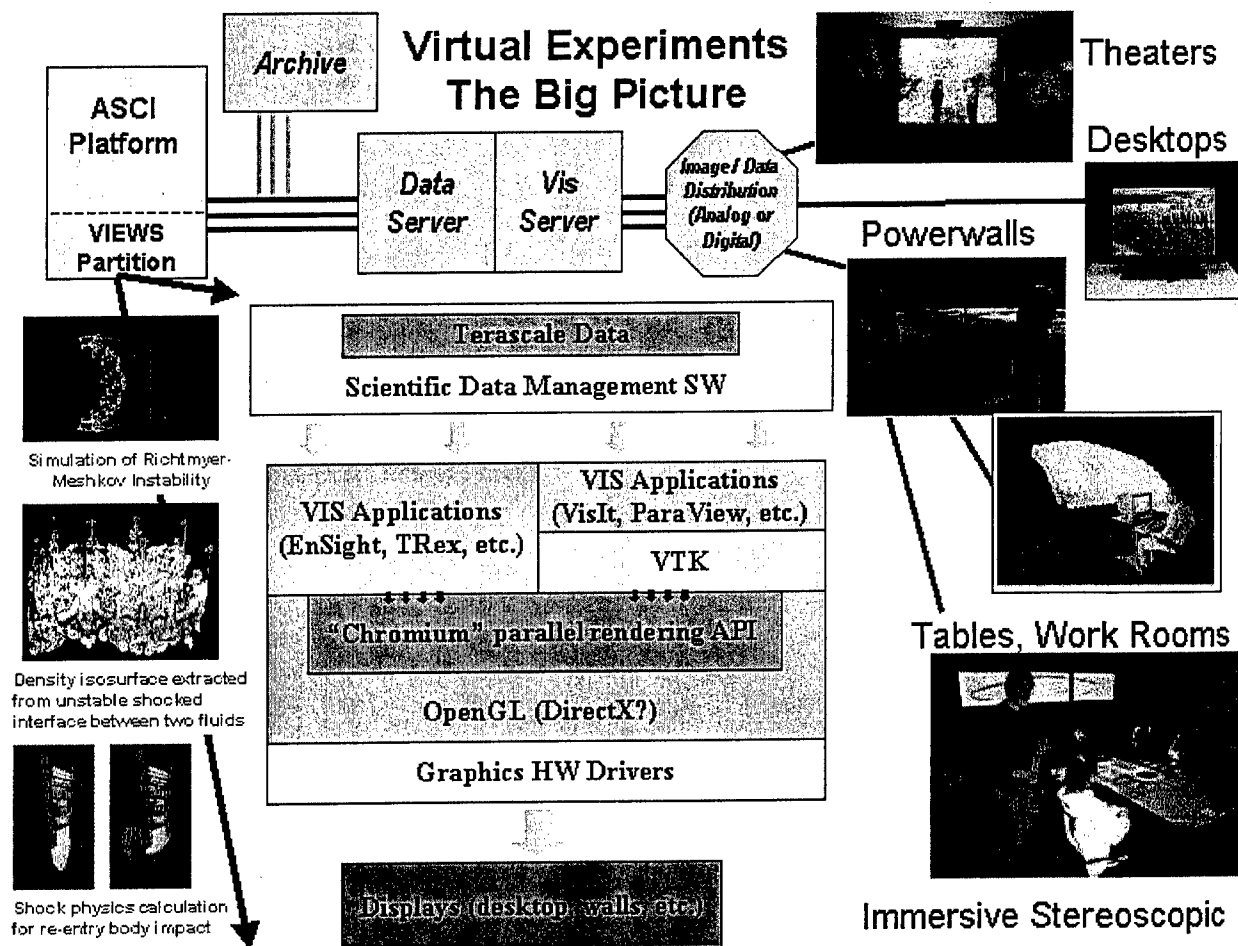 Virtual Experiments
The Big Picture
Archive
ASCI
Platform
VIEWS
Partition
Data
Server
Vis
Server
Image / Data
Distribution
(Analog or
Digital)
Theaters
Desktops
Powerwalls
Terascale Data
Scientific Data Management SW
Simulation of Richtmyer-
Meshkov Instability
VIS Applications
(EnSight, TRex, etc.)
VIS Applications
(VisIt, ParaView, etc.)
VTK
"Chromium" parallel rendering API
OpenGL (DirectX?)
Graphics HW Drivers
Density isosurface extracted
from unstable shocked
interface between two fluids
Tables, Work Rooms
Shock physics calculation
for re-entry body impact
Displays (desktop, walls, etc.)
Immersive Stereoscopic